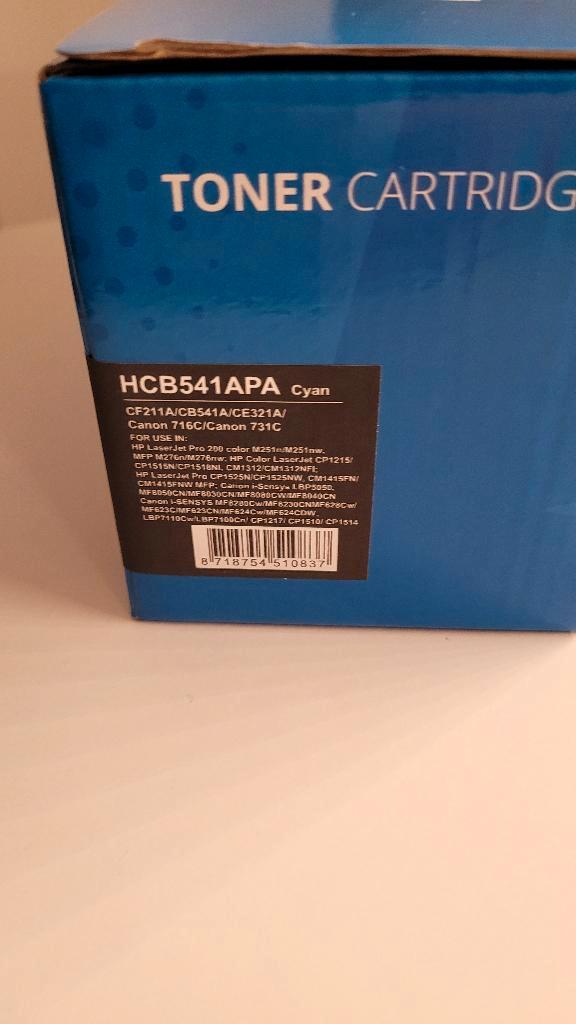 TONER CARTRIDG
HCB541APA Cyan
CF211A/CB541A/CE321A/
Canon 716C/Canon 731C
FOR USE IN:
HP LaserJet Pro 200 color M251n/M251nw,
MFP M276n/M276nw; HP Color LaserJet CP1215/
CP1515N/CP1518NI, CM1312/CM1312NFI;
HP LaserJet Pro CP1525N/CP1525NW, CM1415FN/
CM1415FNW MFP; Canon i-Sensys LBP5050,
MF8050CN/MF8030CN/MF8080CW/MF8040CN
Canon i-SENSYS MF8280Cw/MF8230CNMF628Cw/
MF623C/MF623CN/MF624Cw/MF624CDW,
LBP7110Cw/LBP7100Cn/ CP1217/ CP1510/ CP1514
8 718754 510837